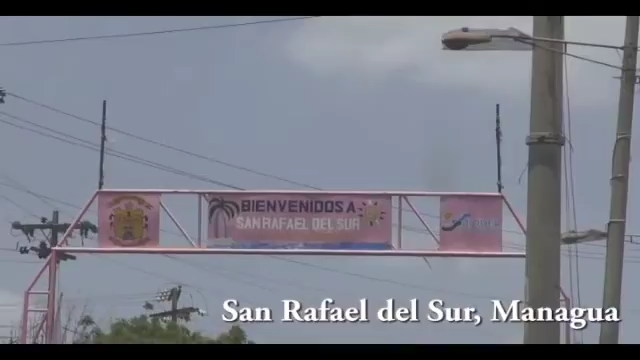 BIENVENIDOS A
SAN RAFAEL DEL SUR
San Rafael del Sur, Managua